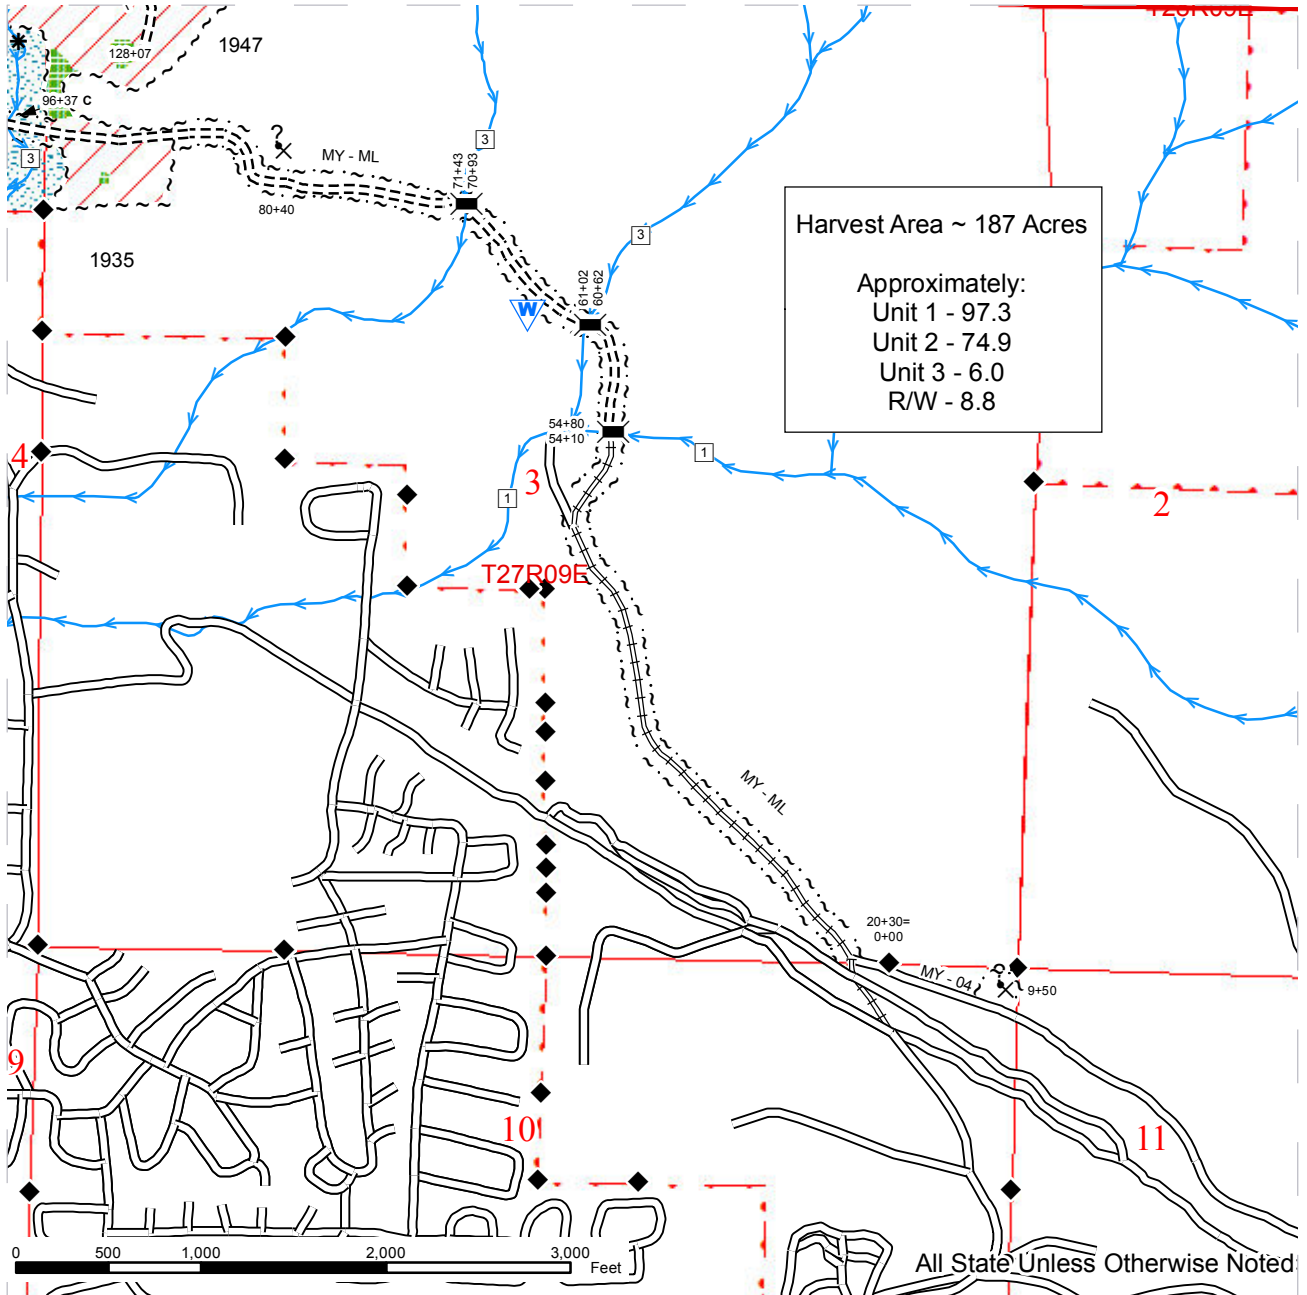 T28R09E
1947
128+07
96+37 C
3
3
?
MY - ML
71+43
70+93
80+40
3
1935
Harvest Area ~ 187 Acres
Approximately:
Unit 1 - 97.3
Unit 2 - 74.9
Unit 3 - 6.0
R/W - 8.8
61+02
60+62
W
54+80
54+10
4
3
1
1
2
T27R09E
MY - ML
20+30=
0+00
MY - 04
?
9+50
9
10
11
0
500
1,000
2,000
3,000
Feet
All State Unless Otherwise Noted